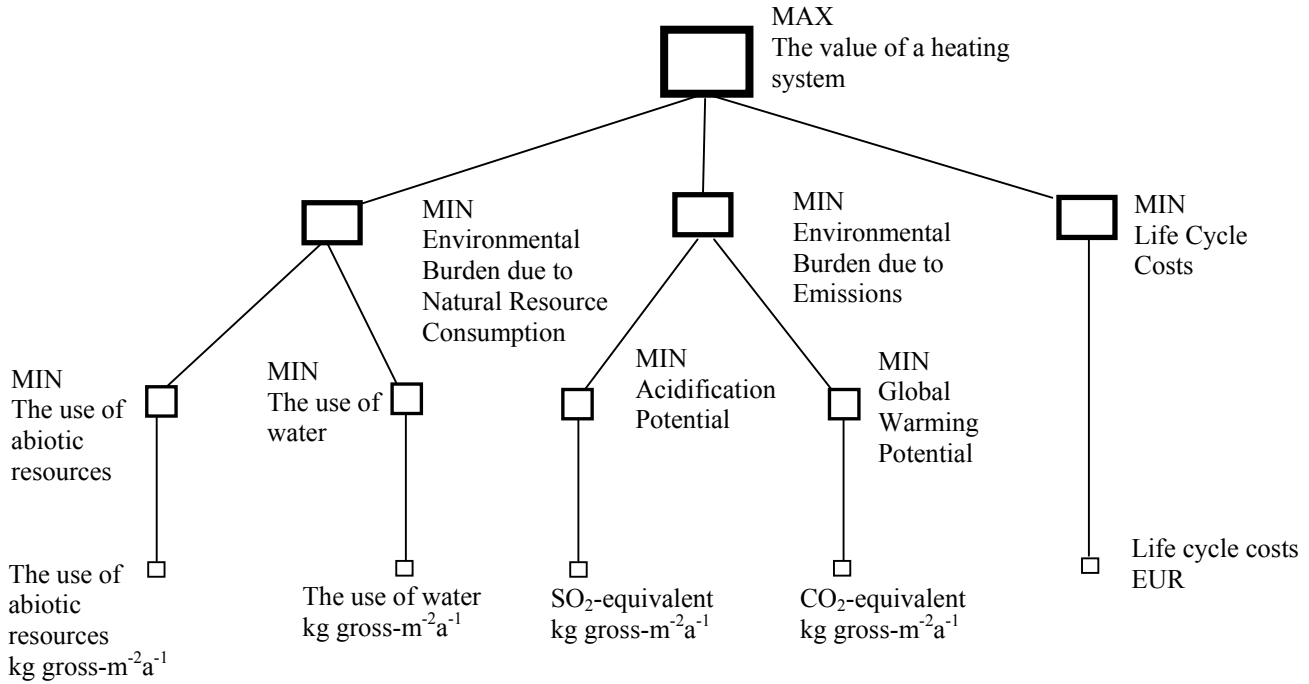 MAX
The value of a heating
system
MIN
Environmental
Burden due to
Natural Resource
Consumption
MIN
Environmental
Burden due to
Emissions
MIN
Life Cycle
Costs
MIN
The use of
abiotic
resources
MIN
The use of
water
MIN
Acidification
Potential
MIN
Global
Warming
Potential
The use of
abiotic
resources
kg gross-m⁻²a⁻¹
The use of water
kg gross-m⁻²a⁻¹
SO₂-equivalent
kg gross-m⁻²a⁻¹
CO₂-equivalent
kg gross-m⁻²a⁻¹
Life cycle costs
EUR